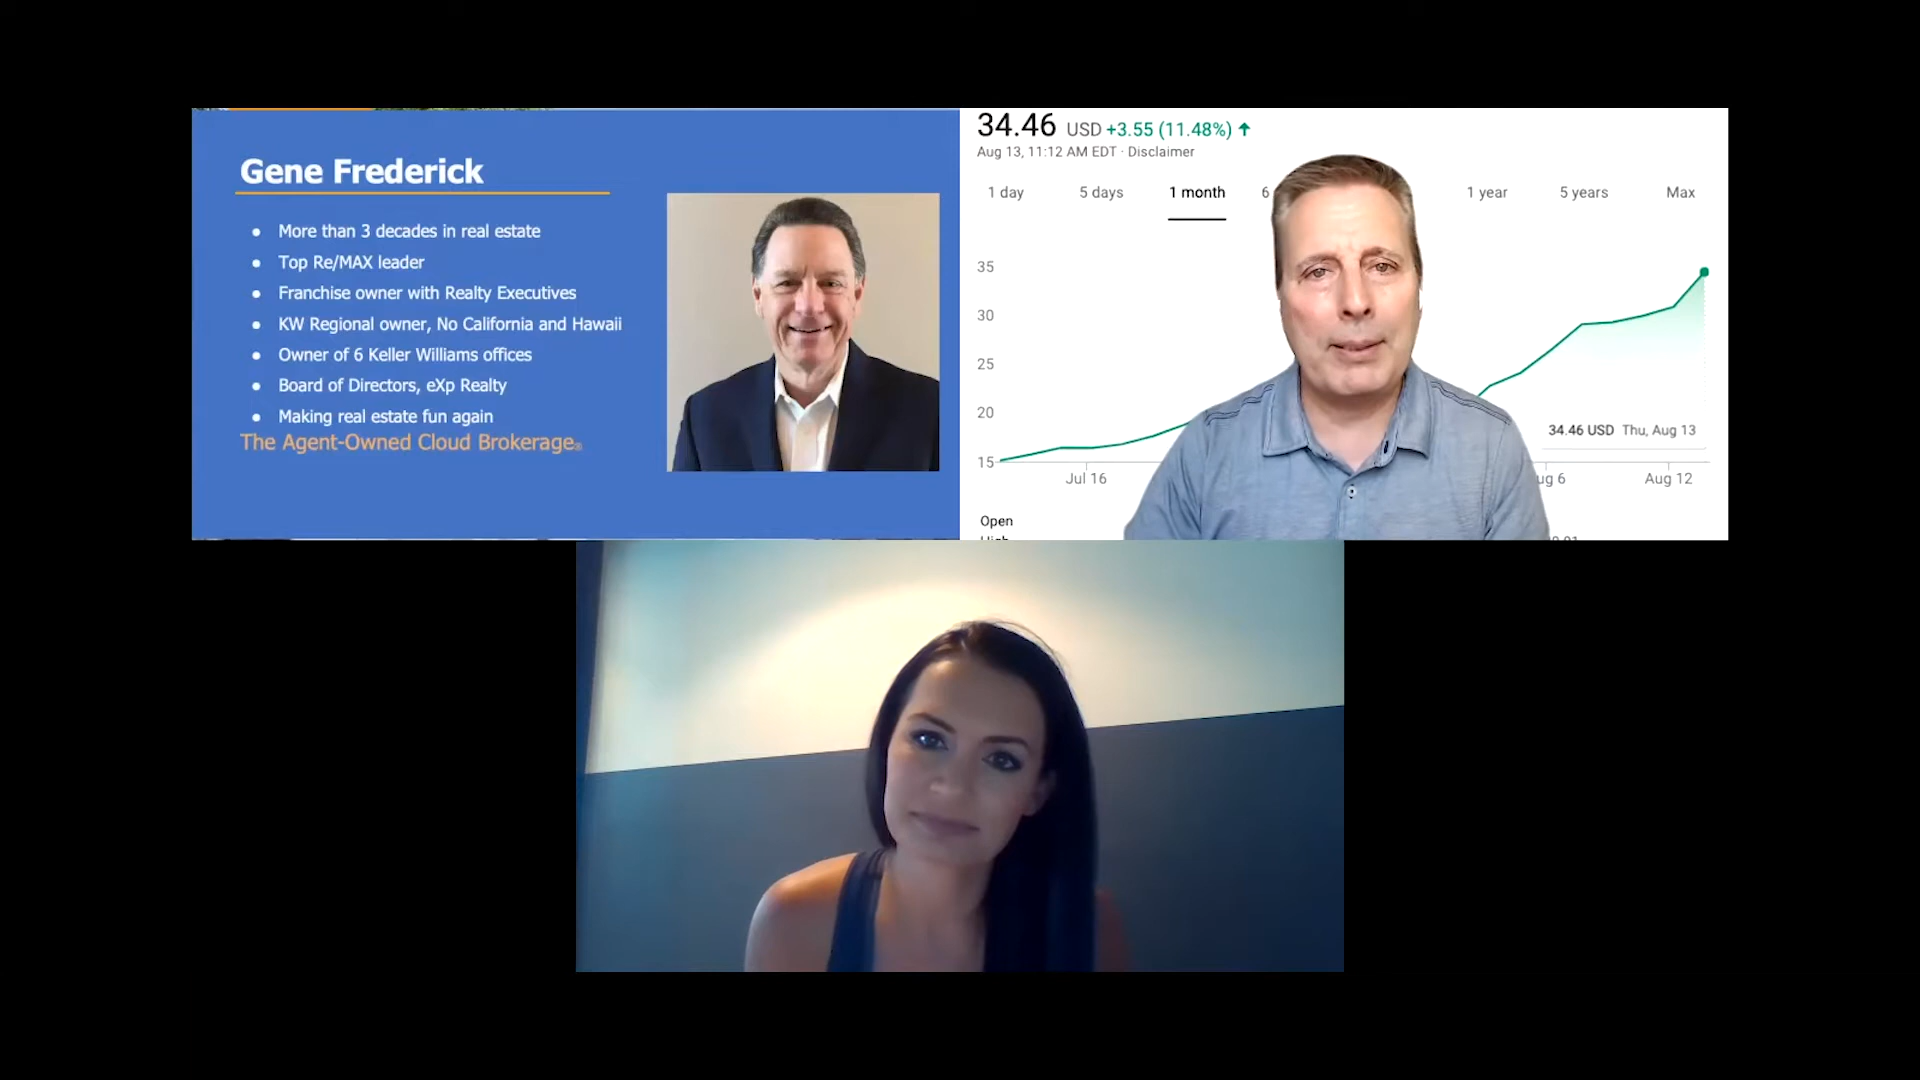 Gene Frederick
More than 3 decades in real estate
Top Re/MAX leader
Franchise owner with Realty Executives
KW Regional owner, No California and Hawaii
Owner of 6 Keller Williams offices
Board of Directors, eXp Realty
Making real estate fun again
The Agent-Owned Cloud Brokerage®
34.46 USD +3.55 (11.48%) ↑
Aug 13, 11:12 AM EDT · Disclaimer
1 day 5 days 1 month 6 1 year 5 years Max
35
30
25
20
15
34.46 USD Thu, Aug 13
Jul 16 ug 6 Aug 12
Open